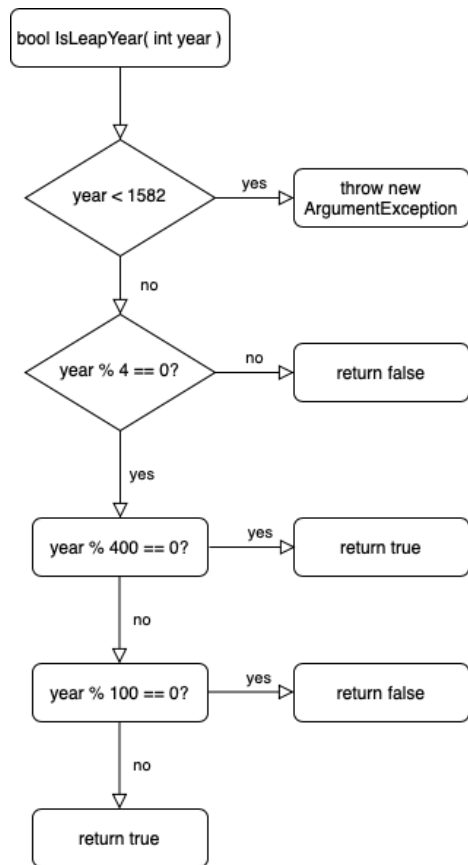 bool IsLeapYear( int year )
year < 1582
yes
throw new
ArgumentException
no
year % 4 == 0?
no
return false
yes
year % 400 == 0?
yes
return true
no
year % 100 == 0?
yes
return false
no
return true